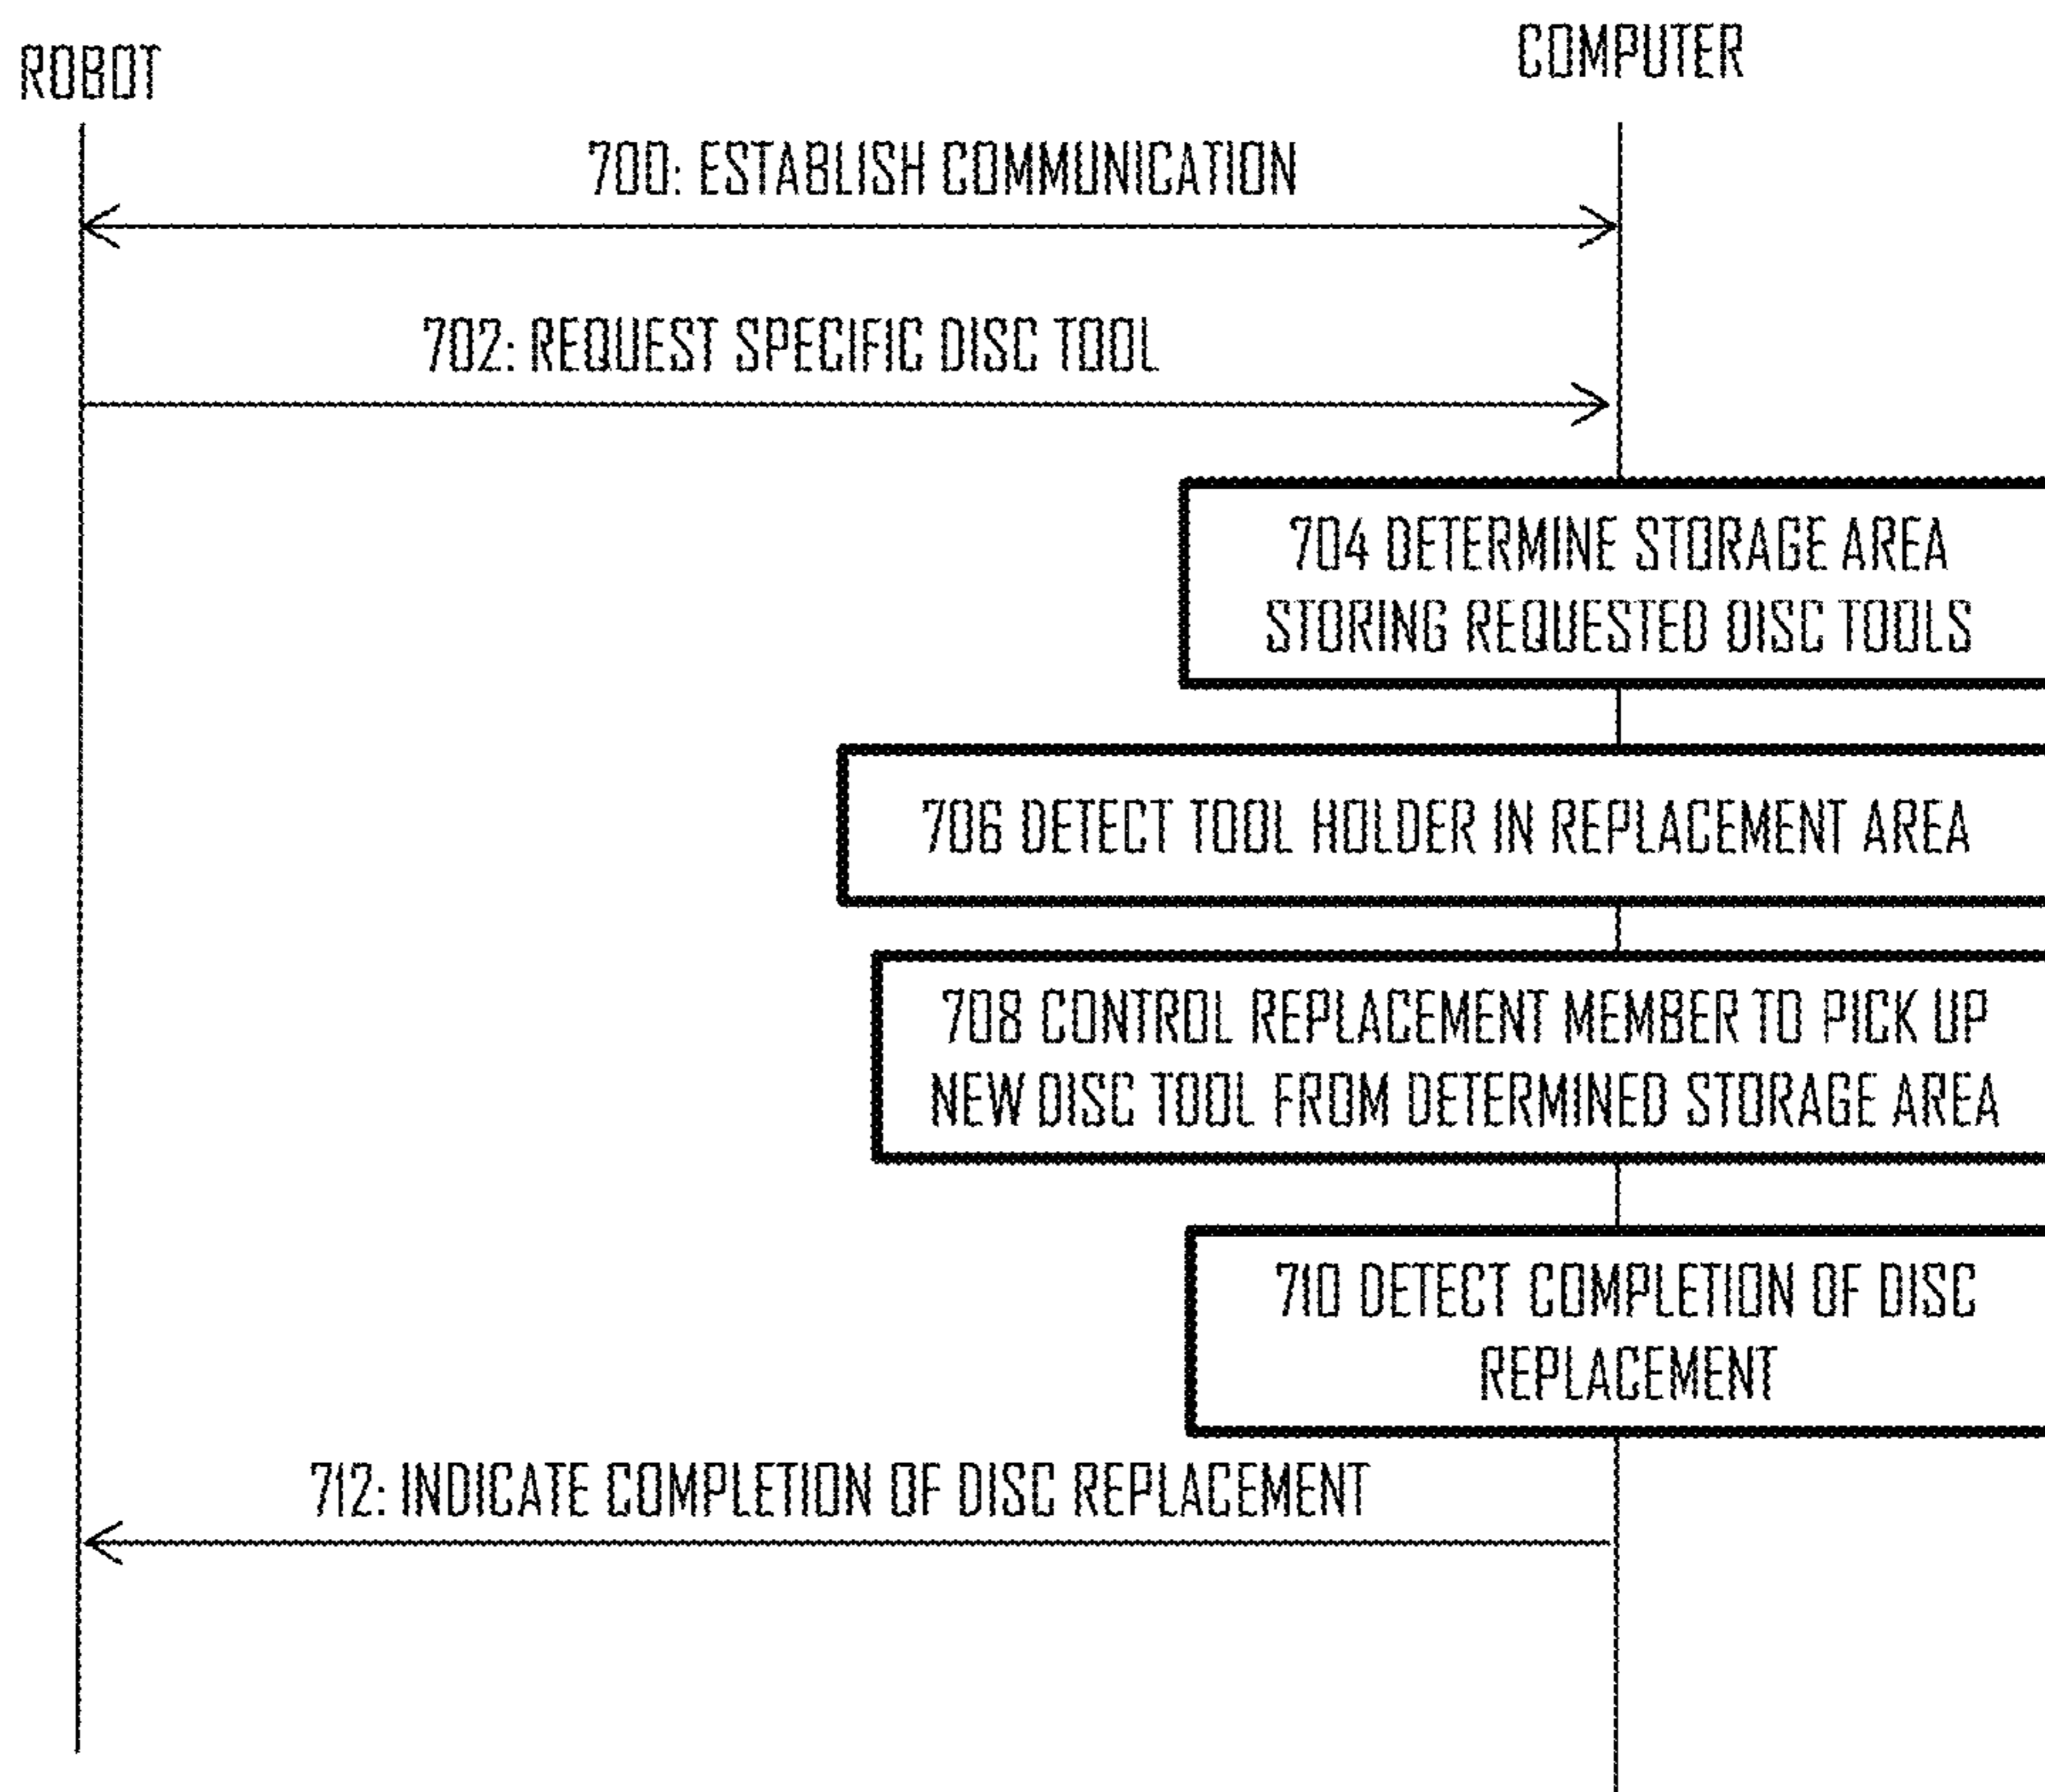 ROBOT
COMPUTER
700: ESTABLISH COMMUNICATION
702: REQUEST SPECIFIC DISC TOOL
704 DETERMINE STORAGE AREA
STORING REQUESTED DISC TOOLS
706 DETECT TOOL HOLDER IN REPLACEMENT AREA
708 CONTROL REPLACEMENT MEMBER TO PICK UP
NEW DISC TOOL FROM DETERMINED STORAGE AREA
710 DETECT COMPLETION OF DISC
REPLACEMENT
712: INDICATE COMPLETION OF DISC REPLACEMENT